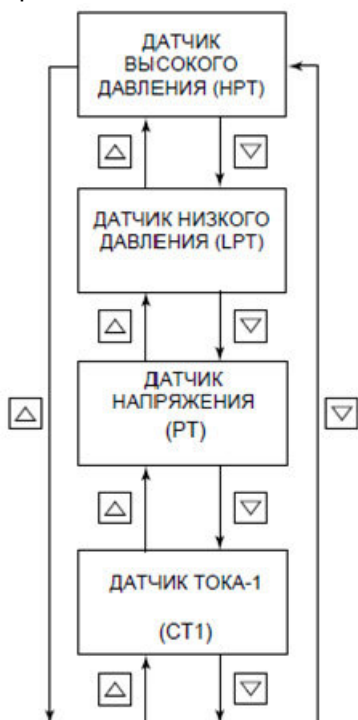 ДАТЧИК
ВЫСОКОГО
ДАВЛЕНИЯ (HPT)
ДАТЧИК НИЗКОГО
ДАВЛЕНИЯ (LPT)
ДАТЧИК
НАПРЯЖЕНИЯ
(PT)
ДАТЧИК ТОКА-1
(CT1)